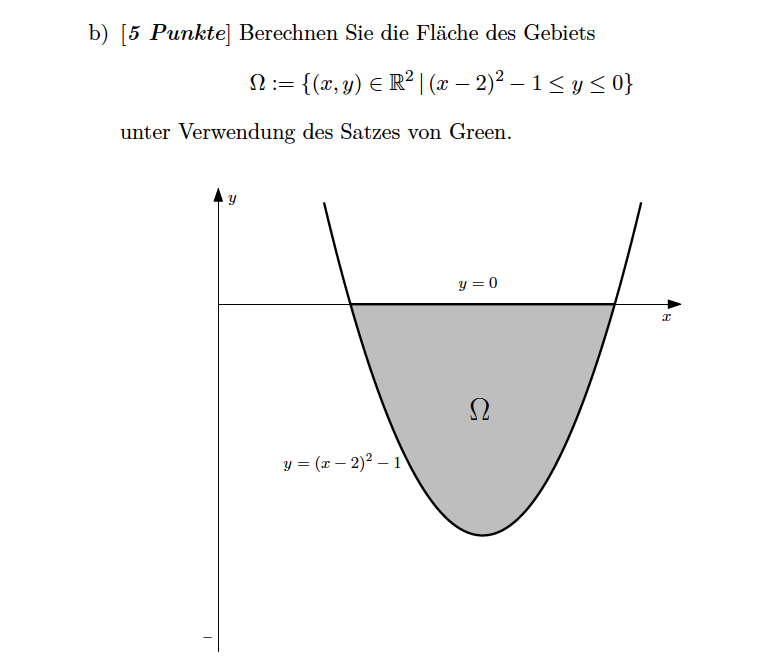 b) [5 Punkte] Berechnen Sie die Fläche des Gebiets
Ω := {(x, y) ∈ ℝ² | (x − 2)² − 1 ≤ y ≤ 0}
unter Verwendung des Satzes von Green.
y
y = 0
x
Ω
y = (x − 2)² − 1